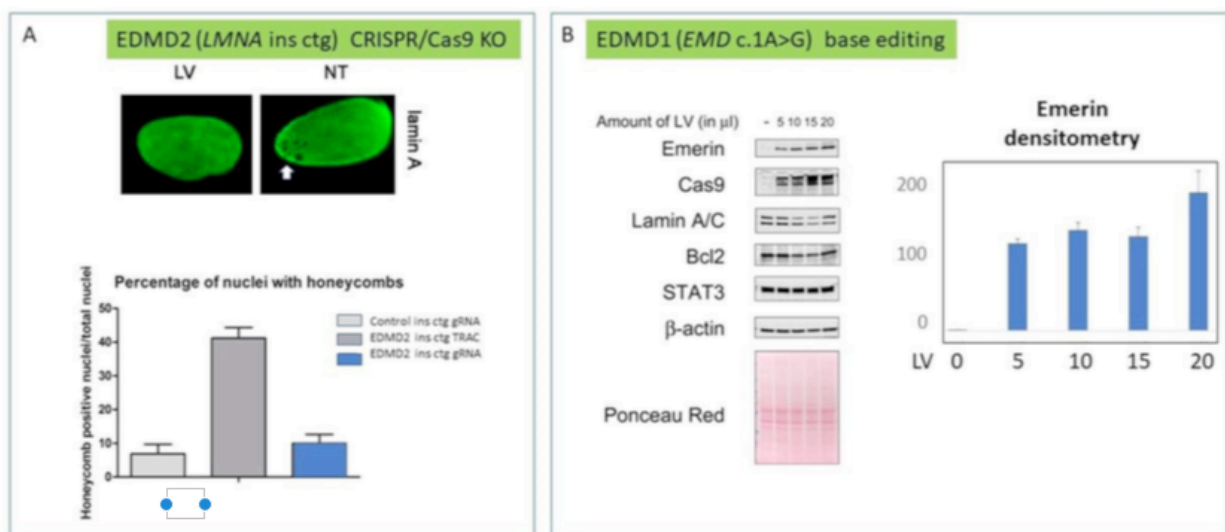 A
EDMD2 (LMNA ins ctg) CRISPR/Cas9 KO
LV NT
lamin A
Percentage of nuclei with honeycombs
Honeycomb positive nuclei/total nuclei
50
40
30
20
10
0
Control ins ctg gRNA
EDMD2 ins ctg TRAC
EDMD2 ins ctg gRNA
B
EDMD1 (EMD c.1A>G) base editing
Amount of LV (in µl) - 5 10 15 20
Emerin
Cas9
Lamin A/C
Bcl2
STAT3
β-actin
Ponceau Red
Emerin
densitometry
200
100
0
LV 0 5 10 15 20